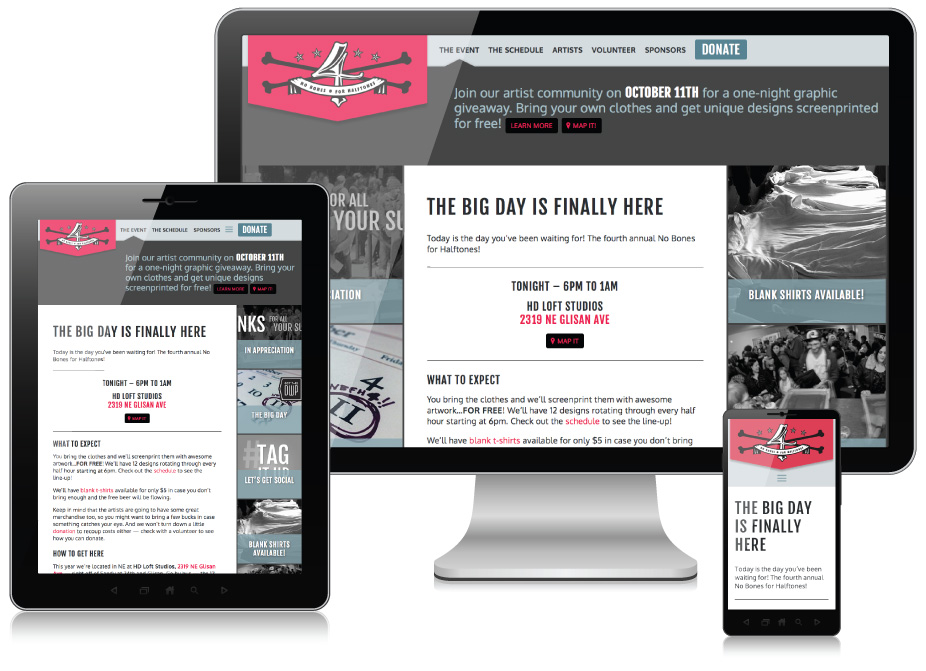 4
NO BONES FOR HALFTONES
THE EVENT THE SCHEDULE ARTISTS VOLUNTEER SPONSORS DONATE
Join our artist community on OCTOBER 11TH for a one-night graphic
giveaway. Bring your own clothes and get unique designs screenprinted
for free! LEARN MORE MAP IT!
FOR ALL
YOUR SU
CIATION
Friday
THE BIG DAY IS FINALLY HERE
Today is the day you've been waiting for! The fourth annual No Bones
for Halftones!
TONIGHT – 6PM TO 1AM
HD LOFT STUDIOS
2319 NE GLISAN AVE
MAP IT
WHAT TO EXPECT
You bring the clothes and we'll screenprint them with awesome
artwork...FOR FREE! We'll have 12 designs rotating through every half
hour starting at 6pm. Check out the schedule to see the line-up!
We'll have blank t-shirts available for only $5 in case you don't bring
BLANK SHIRTS AVAILABLE!
4
THE EVENT THE SCHEDULE SPONSORS DONATE
Join our artist community on OCTOBER 11TH
for a one-night graphic giveaway. Bring your
own clothes and get unique designs
screenprinted for free! LEARN MORE MAP IT!
THE BIG DAY IS FINALLY HERE
Today is the day you've been waiting for! The fourth annual No
Bones for Halftones!
TONIGHT – 6PM TO 1AM
HD LOFT STUDIOS
2319 NE GLISAN AVE
MAP IT
WHAT TO EXPECT
You bring the clothes and we'll screenprint them with awesome
artwork...FOR FREE! We'll have 12 designs rotating through every
half hour starting at 6pm. Check out the schedule to see the
line-up!
We'll have blank t-shirts available for only $5 in case you don't
bring enough and the free beer will be flowing.
Keep in mind that the artists are going to have some great
merchandise too, so you might want to bring a few bucks in case
something catches your eye. And we won't turn down a little
donation to recoup costs either — check with a volunteer to see
how you can donate.
HOW TO GET HERE
This year we're located in NE at HD Loft Studios, 2319 NE Glisan
NKS FOR ALL
YOUR SU
IN APPRECIATION
OWP
THE BIG DAY
#TAG
IT UP
LET'S GET SOCIAL
BLANK SHIRTS
AVAILABLE!
4
NO BONES FOR HALFTONES
THE BIG DAY
IS FINALLY
HERE
Today is the day you've been
waiting for! The fourth annual
No Bones for Halftones!